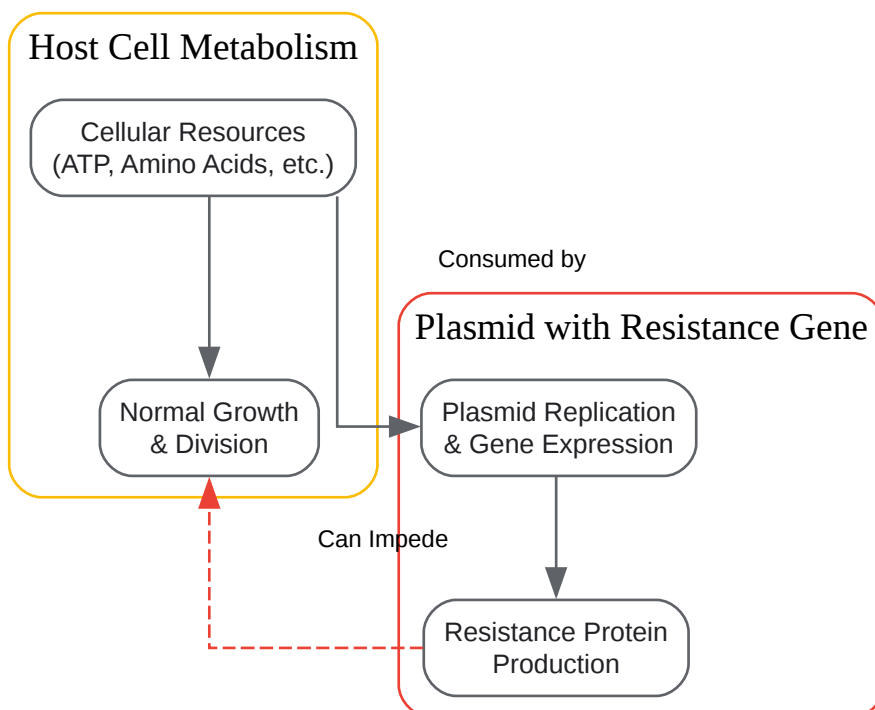 Host Cell Metabolism
Cellular Resources
(ATP, Amino Acids, etc.)
Consumed by
Plasmid with Resistance Gene
Normal Growth
& Division
Plasmid Replication
& Gene Expression
Can Impede
Resistance Protein
Production